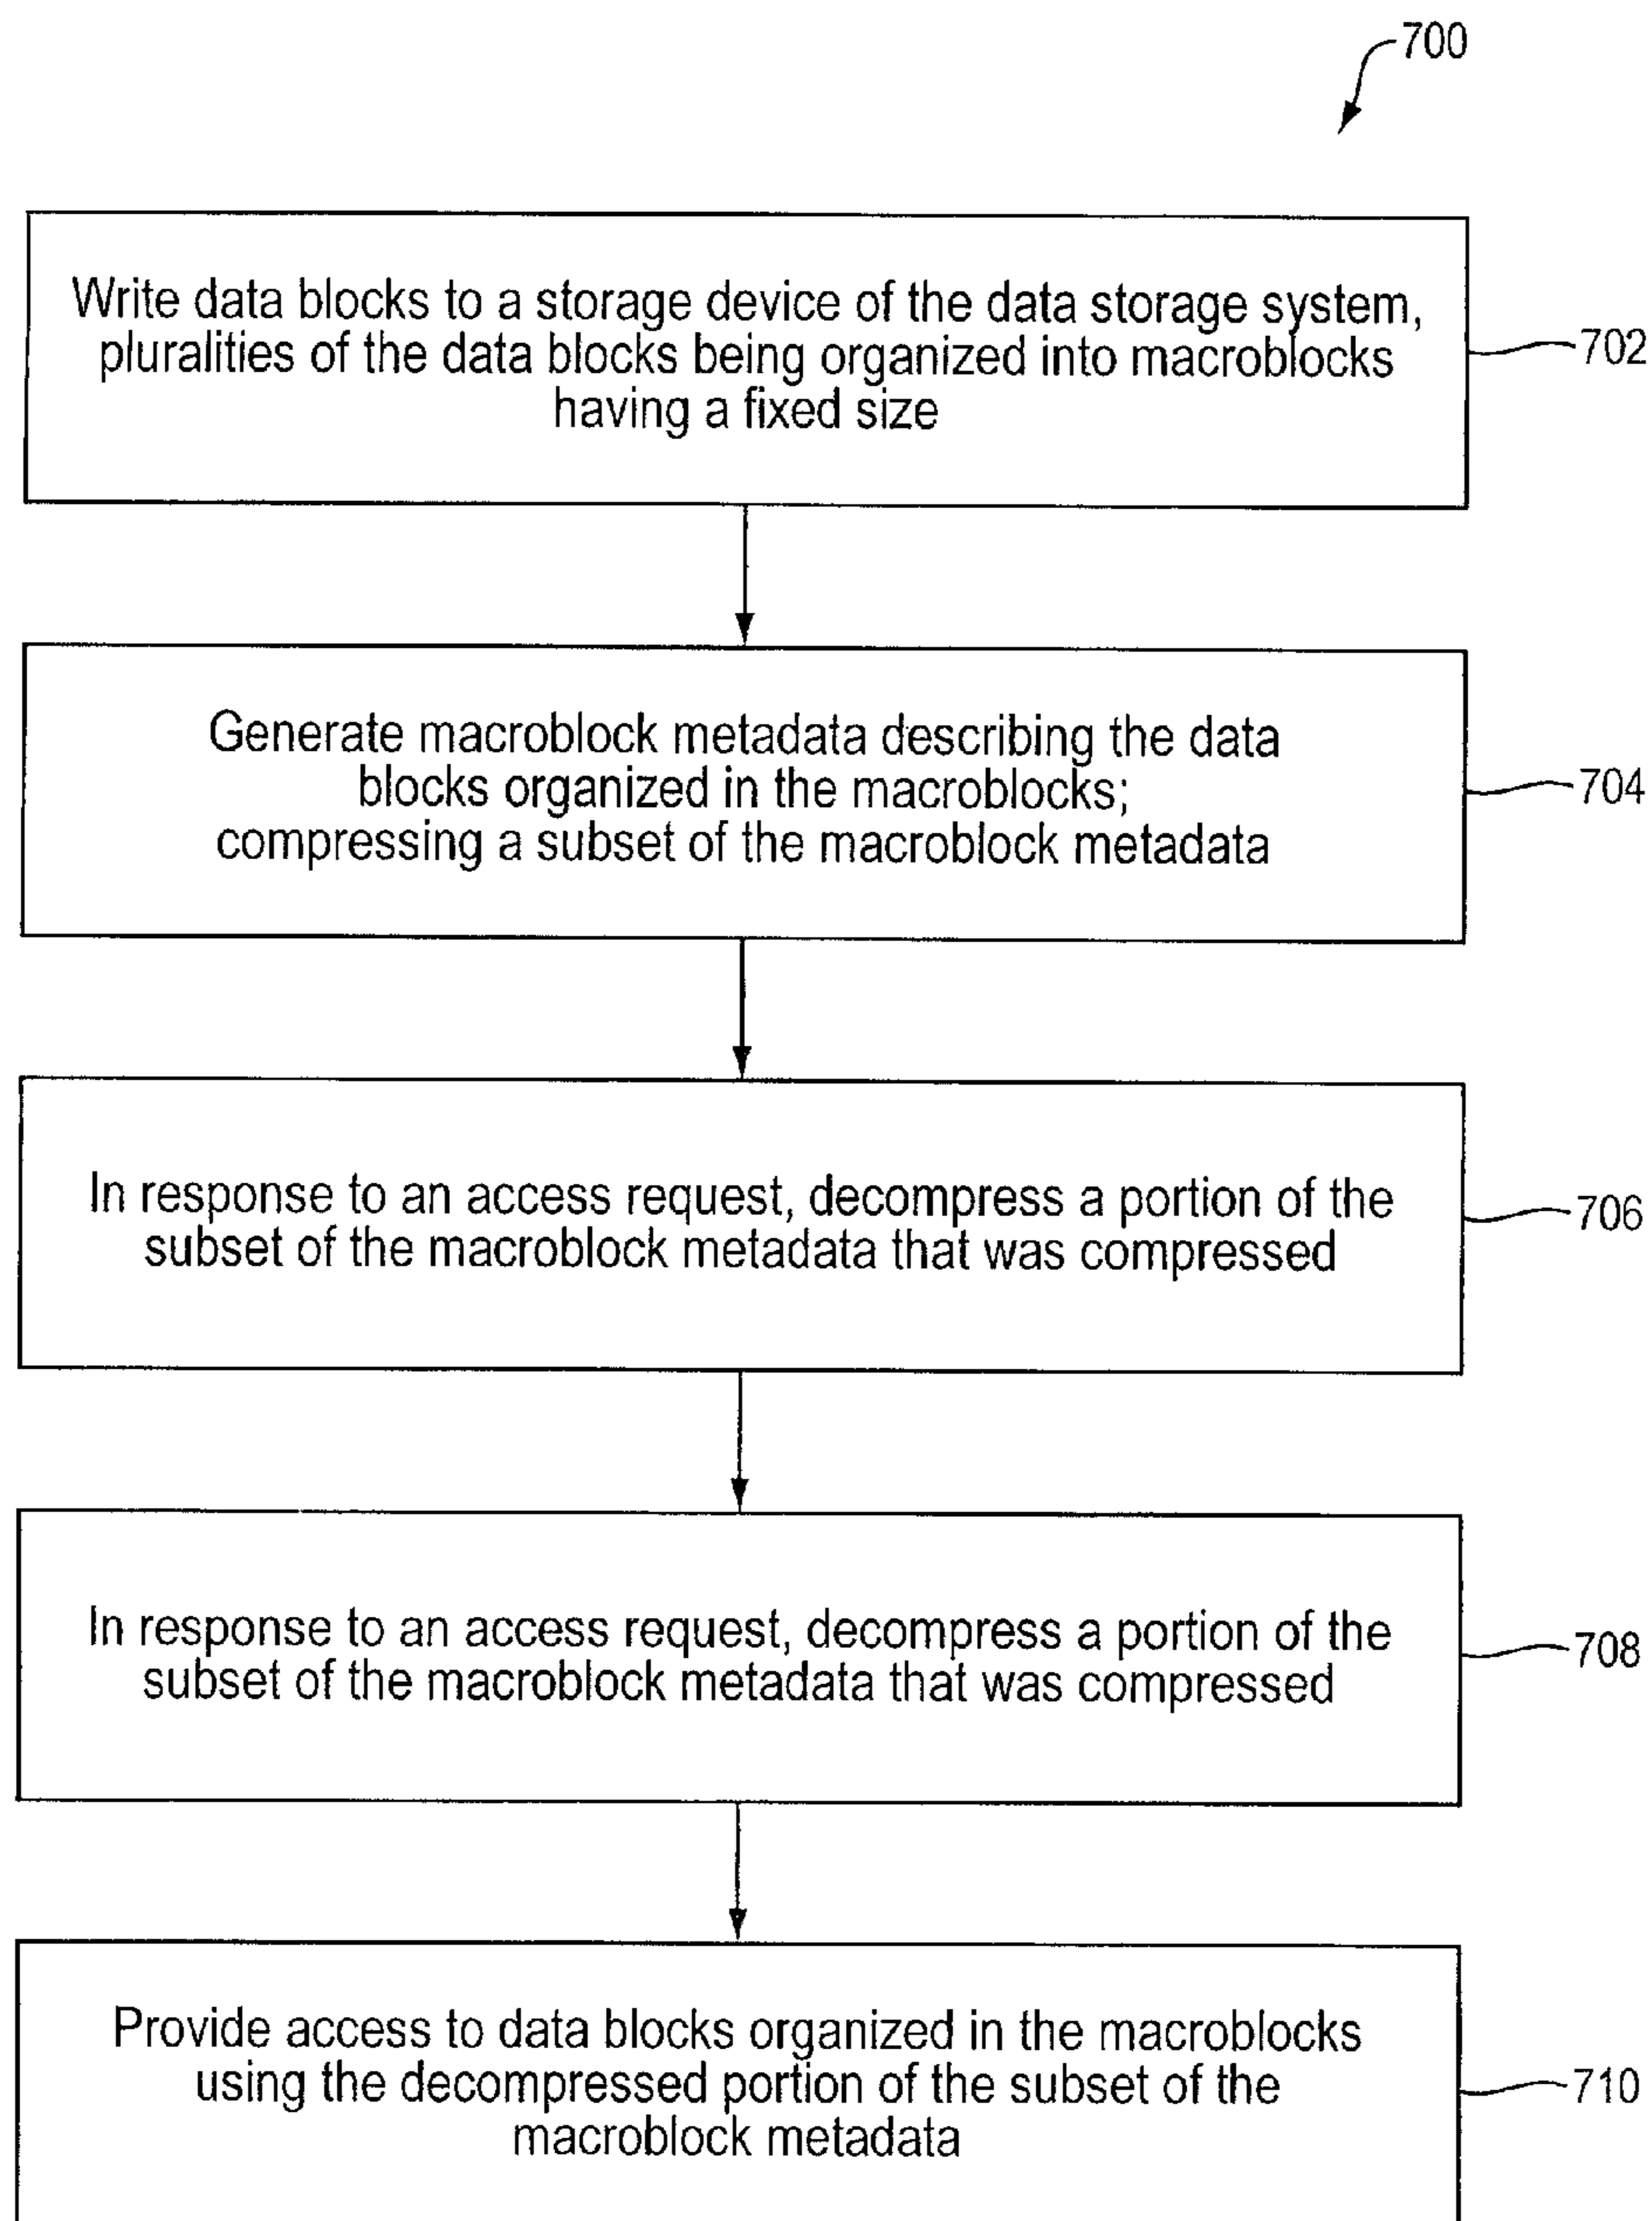 700
Write data blocks to a storage device of the data storage system,
pluralities of the data blocks being organized into macroblocks
having a fixed size
702
Generate macroblock metadata describing the data
blocks organized in the macroblocks;
compressing a subset of the macroblock metadata
704
In response to an access request, decompress a portion of the
subset of the macroblock metadata that was compressed
706
In response to an access request, decompress a portion of the
subset of the macroblock metadata that was compressed
708
Provide access to data blocks organized in the macroblocks
using the decompressed portion of the subset of the
macroblock metadata
710